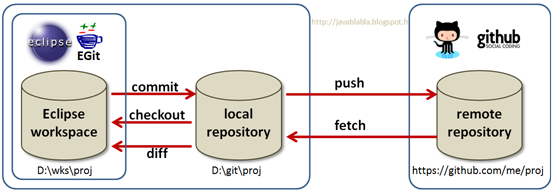 http://javablabla.blogspot.fr
eclipse
EGit
github
SOCIAL CODING
commit
push
Eclipse
workspace
checkout
local
repository
fetch
remote
repository
diff
D:\wks\proj
D:\git\proj
https://github.com/me/proj